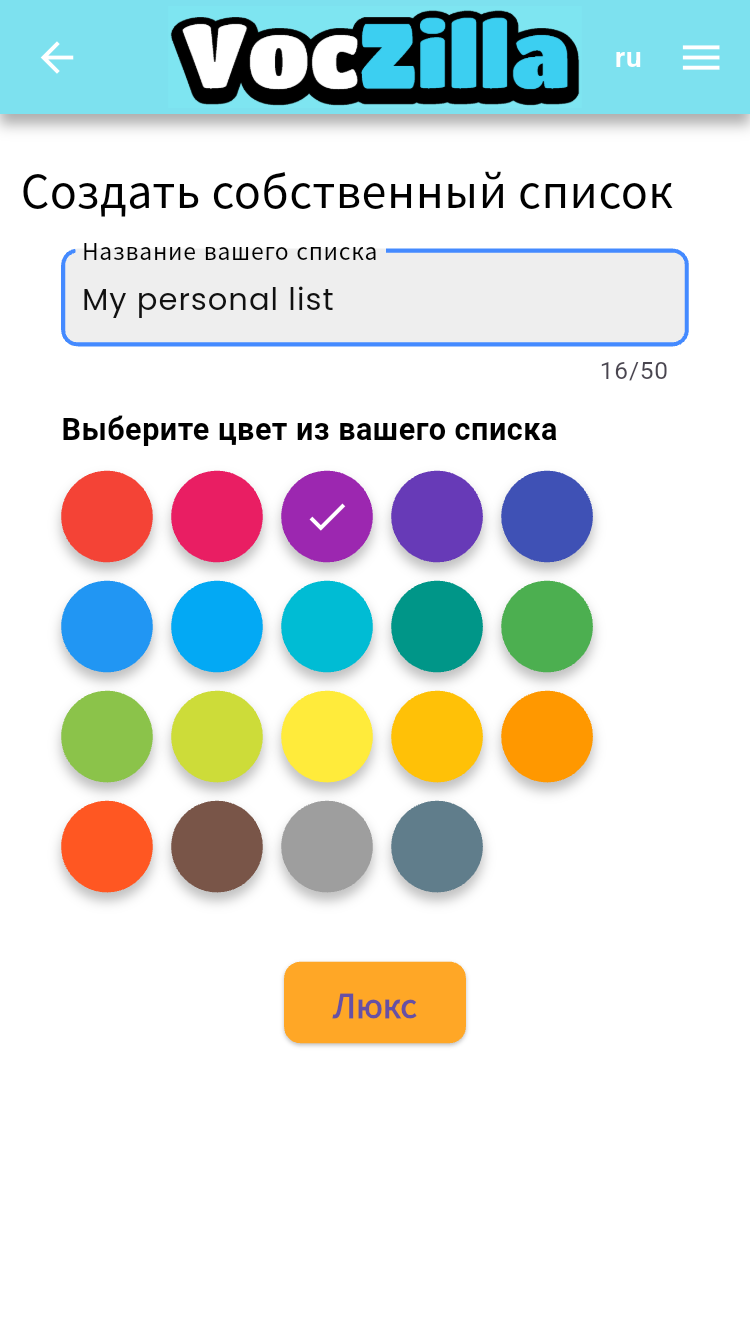 VocZilla
ru
Создать собственный список
Название вашего списка
My personal list
16/50
Выберите цвет из вашего списка
Люкс